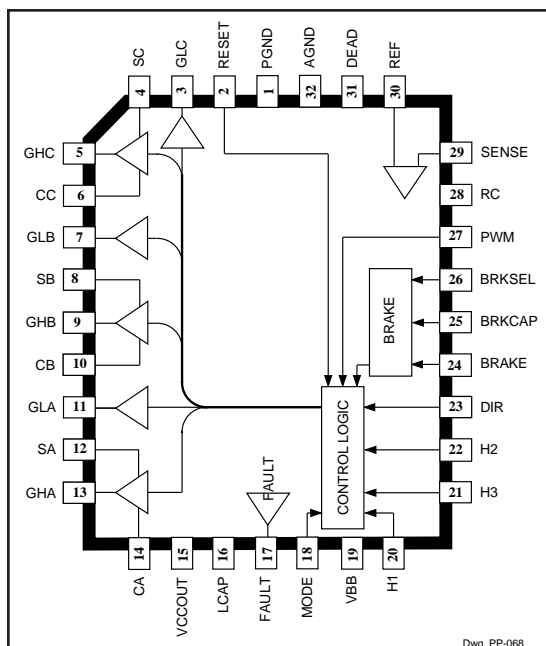 SC
GLC
RESET
PGND
AGND
DEAD
REF
4
3
2
1
32
31
30
GHC
5
29
SENSE
CC
6
28
RC
GLB
7
27
PWM
SB
8
26
BRKSEL
GHB
9
BRAKE
25
BRKCAP
CB
10
24
BRAKE
GLA
11
23
DIR
SA
12
CONTROL LOGIC
22
H2
GHA
13
FAULT
21
H3
14
15
16
17
18
19
20
CA
VCCOUT
LCAP
FAULT
MODE
VBB
H1
Dwg. PP-068